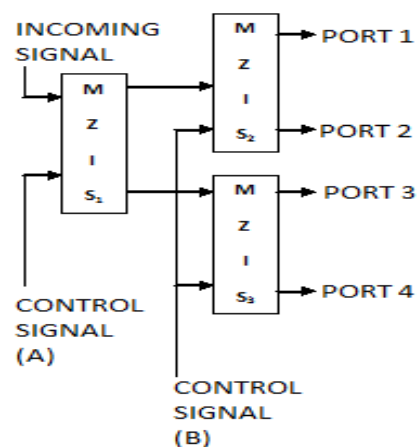 INCOMING
SIGNAL
M
Z
I
S₁
CONTROL
SIGNAL
(A)
M
Z
I
S₂
M
Z
I
S₃
CONTROL
SIGNAL
(B)
PORT 1
PORT 2
PORT 3
PORT 4